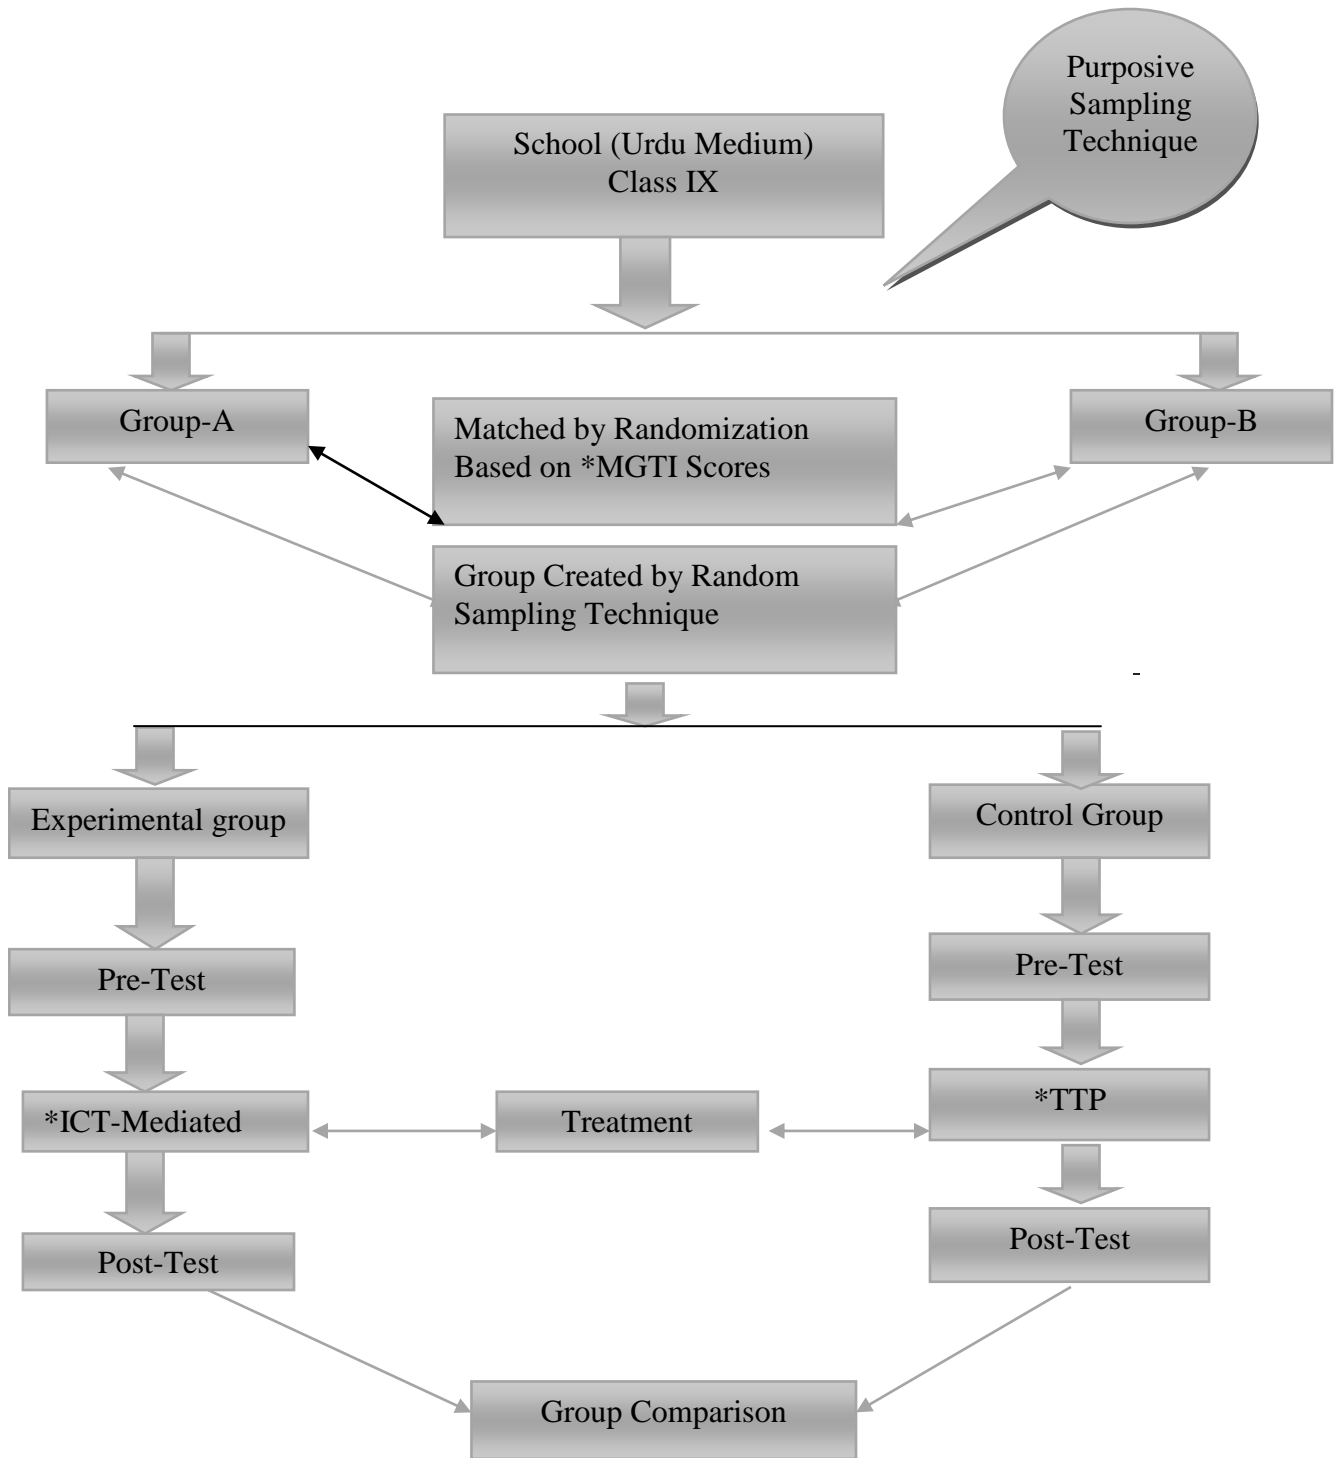 Purposive
Sampling
Technique
School (Urdu Medium)
Class IX
Group-A
Matched by Randomization
Based on *MGTI Scores
Group-B
Group Created by Random
Sampling Technique
Experimental group
Control Group
Pre-Test
Pre-Test
*ICT-Mediated
Treatment
*TTP
Post-Test
Post-Test
Group Comparison